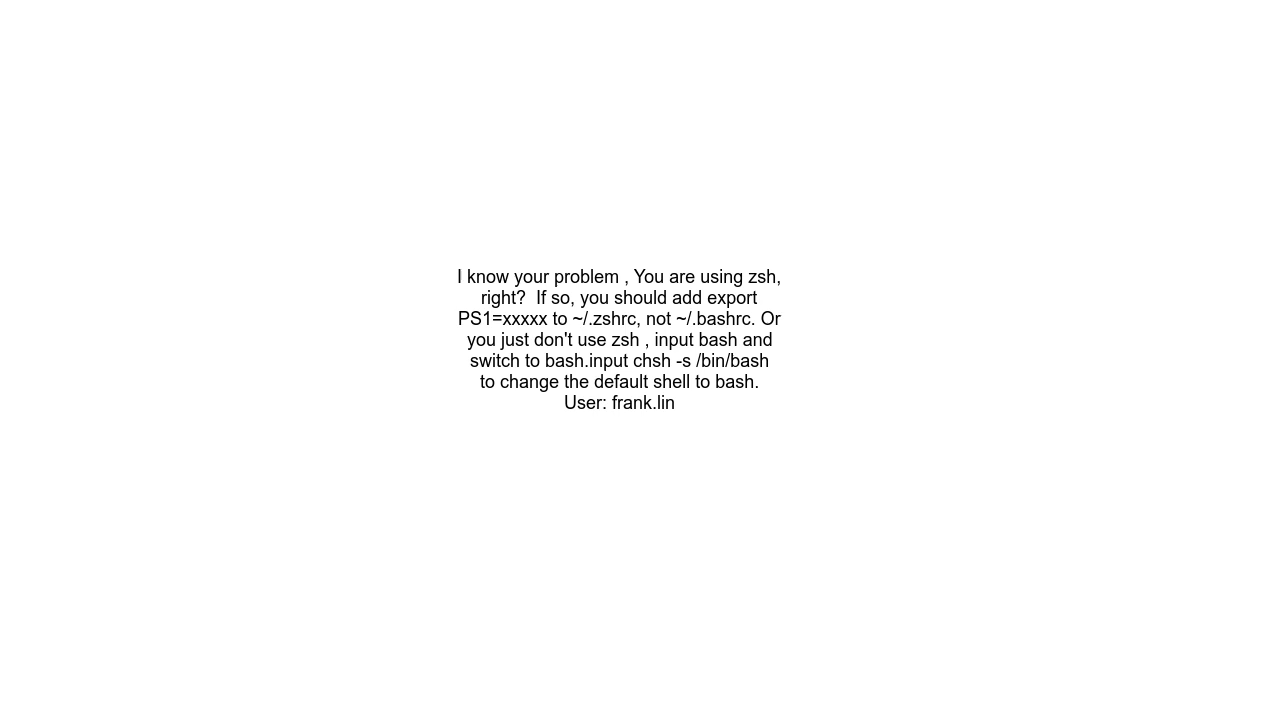 I know your problem , You are using zsh,
right?  If so, you should add export
PS1=xxxxx to ~/.zshrc, not ~/.bashrc. Or
you just don't use zsh , input bash and
switch to bash.input chsh -s /bin/bash
to change the default shell to bash.
User: frank.lin